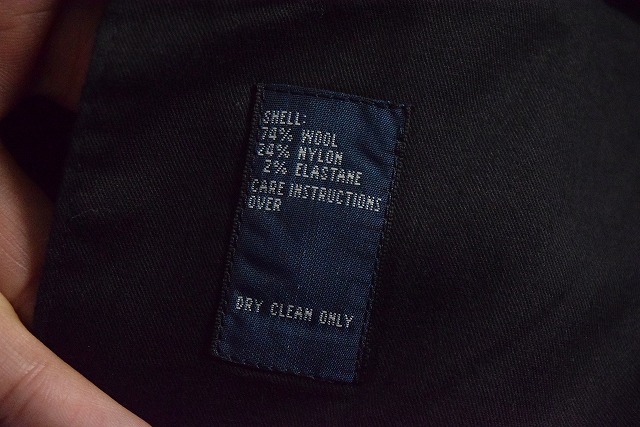 SHELL:
74% WOOL
24% NYLON
2% ELASTANE
CARE INSTRUCTIONS
OVER
DRY CLEAN ONLY